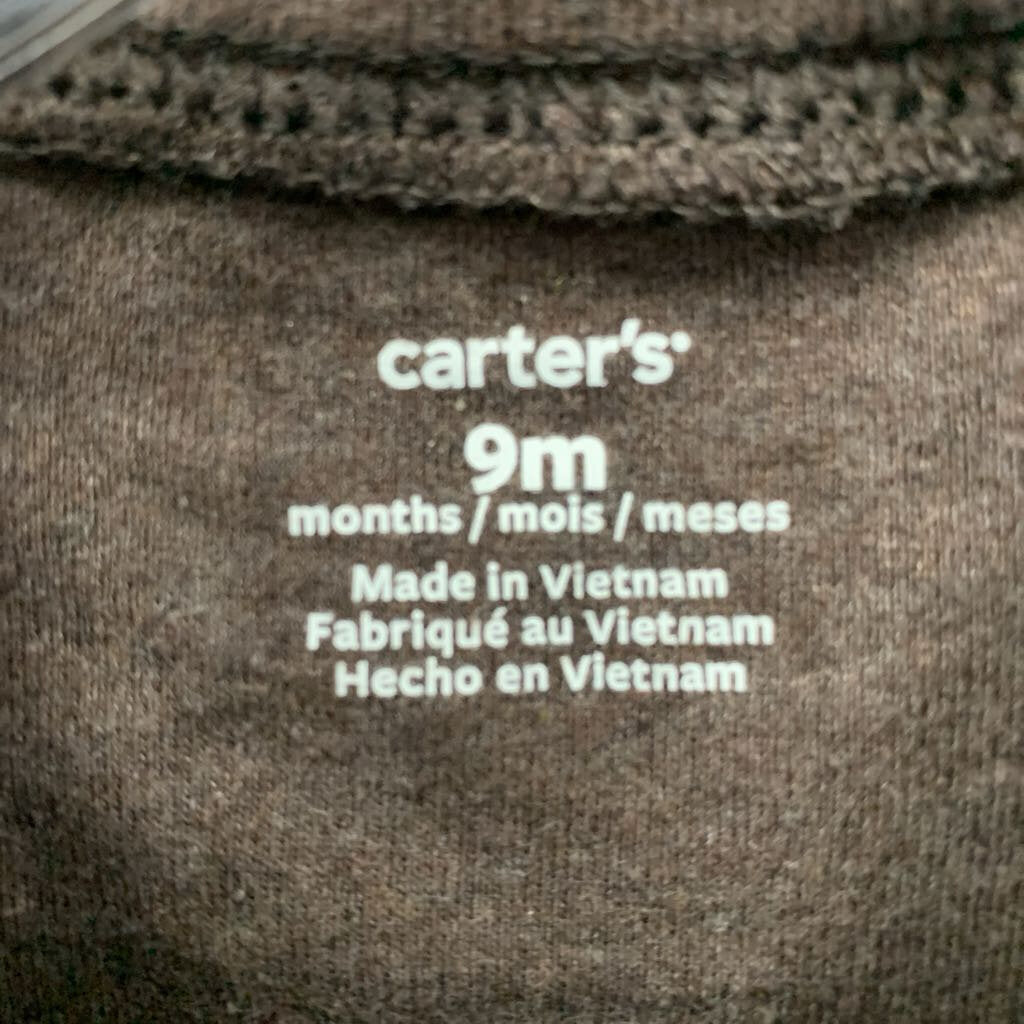 carter's
9m
months / mois / meses
Made in Vietnam
Fabriqué au Vietnam
Hecho en Vietnam